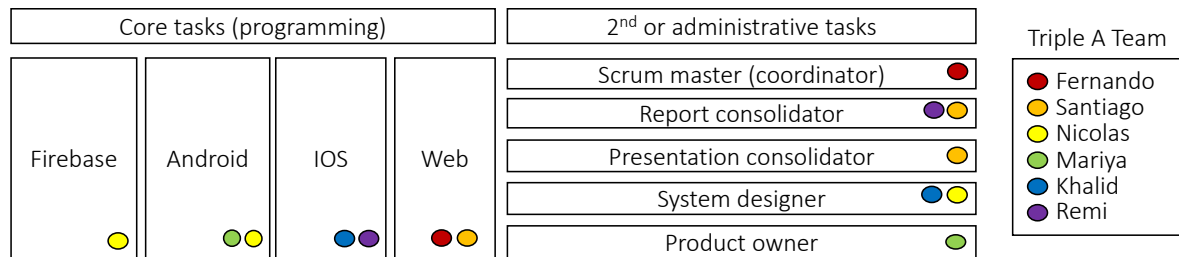 Core tasks (programming)
2nd or administrative tasks
Triple A Team
Firebase
Android
IOS
Web
Scrum master (coordinator)
Report consolidator
Presentation consolidator
System designer
Product owner
Fernando
Santiago
Nicolas
Mariya
Khalid
Remi